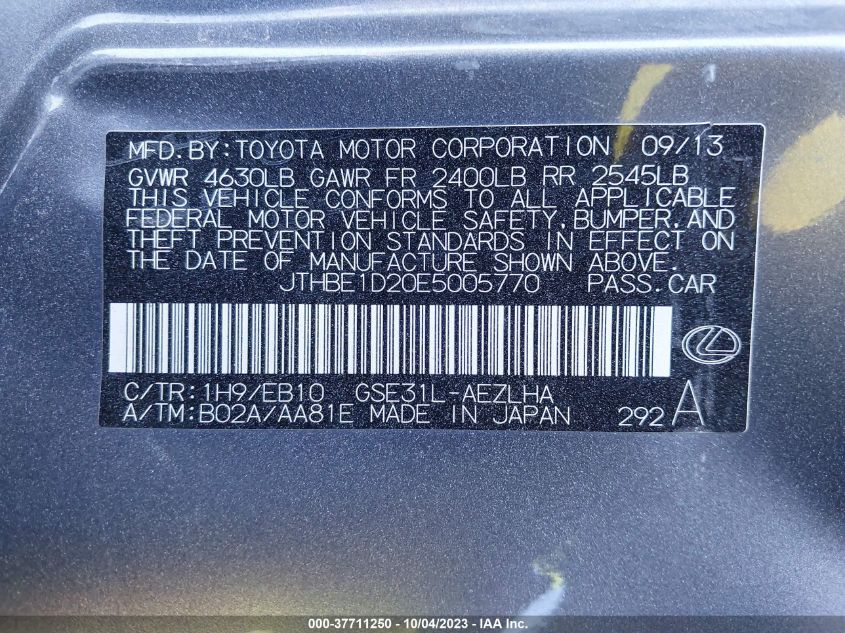 MFD.BY:TOYOTA MOTOR CORPORATION 09/13
GVWR 4630LB GAWR FR 2400LB RR 2545LB
THIS VEHICLE CONFORMS TO ALL APPLICABLE
FEDERAL MOTOR VEHICLE SAFETY, BUMPER, AND
THEFT PREVENTION STANDARDS IN EFFECT ON
THE DATE OF MANUFACTURE SHOWN ABOVE.
JTHBE1D20E5005770 PASS.CAR
C/TR:1H9/EB10 GSE31L-AEZLHA
A/TM:B02A/AA81E MADE IN JAPAN 292 A
000-37711250 - 10/04/2023 - IAA Inc.